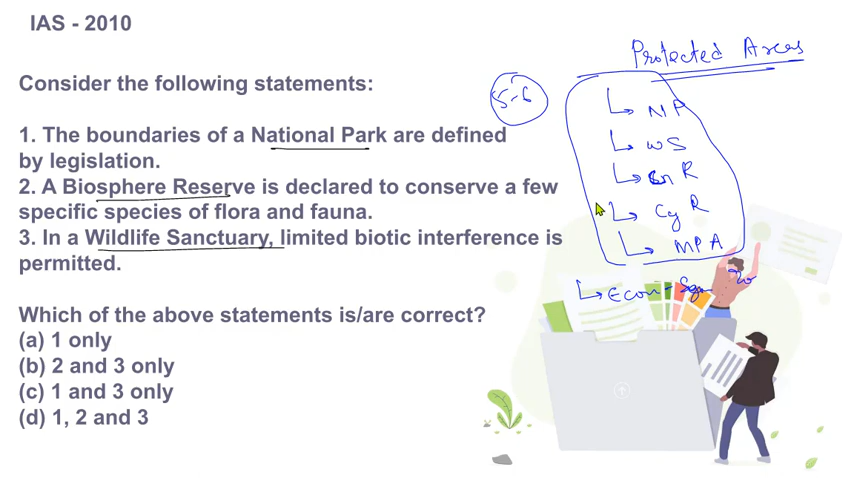 IAS - 2010
Consider the following statements:
1. The boundaries of a National Park are defined
by legislation.
2. A Biosphere Reserve is declared to conserve a few
specific species of flora and fauna.
3. In a Wildlife Sanctuary, limited biotic interference is
permitted.
Which of the above statements is/are correct?
(a) 1 only
(b) 2 and 3 only
(c) 1 and 3 only
(d) 1, 2 and 3
Protected Areas
5-6
NP
WS
R
Cy R
MPA